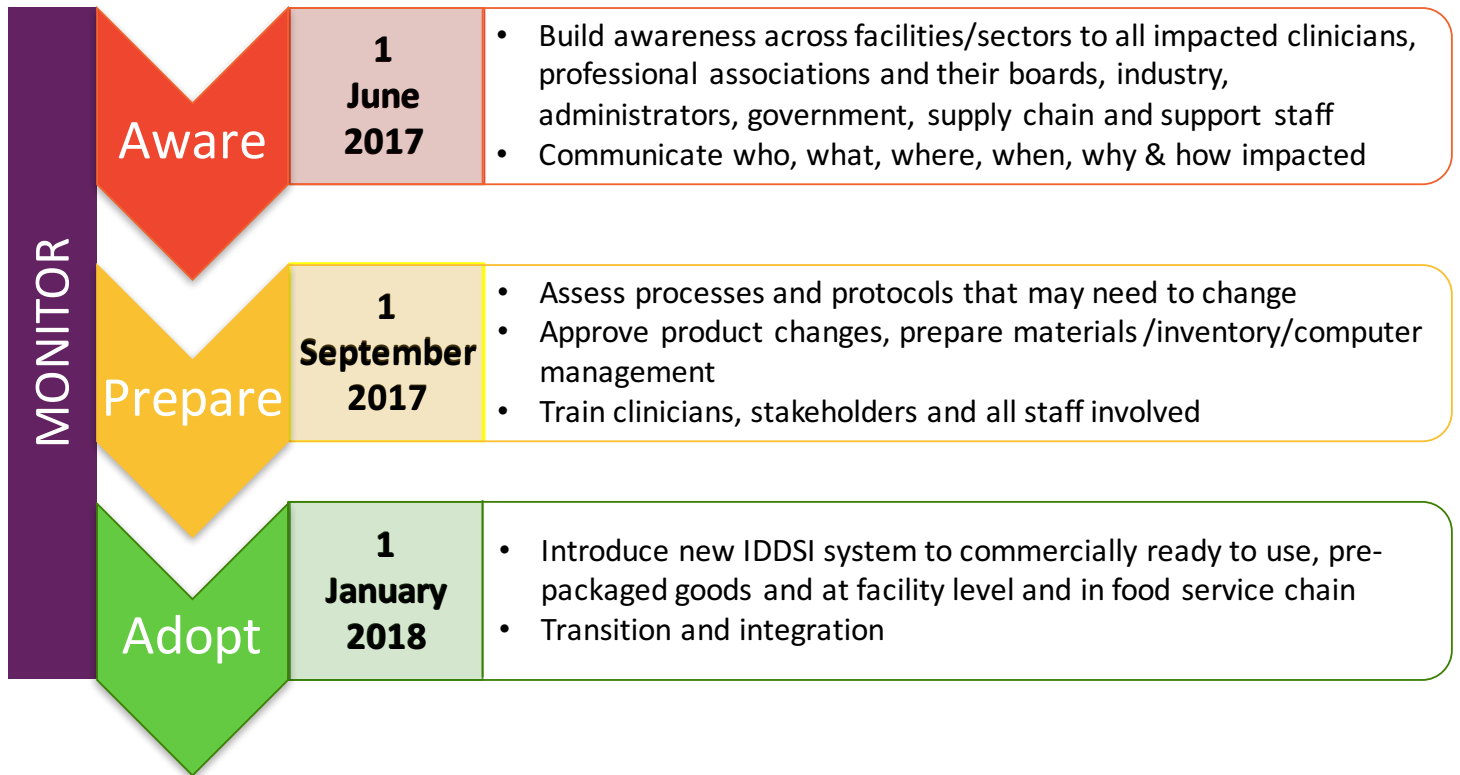 MONITOR
Aware
1
June
2017
• Build awareness across facilities/sectors to all impacted clinicians,
professional associations and their boards, industry,
administrators, government, supply chain and support staff
• Communicate who, what, where, when, why & how impacted
Prepare
1
September
2017
• Assess processes and protocols that may need to change
• Approve product changes, prepare materials/inventory/computer
management
• Train clinicians, stakeholders and all staff involved
Adopt
1
January
2018
• Introduce new IDDSI system to commercially ready to use, pre-
packaged goods and at facility level and in food service chain
• Transition and integration